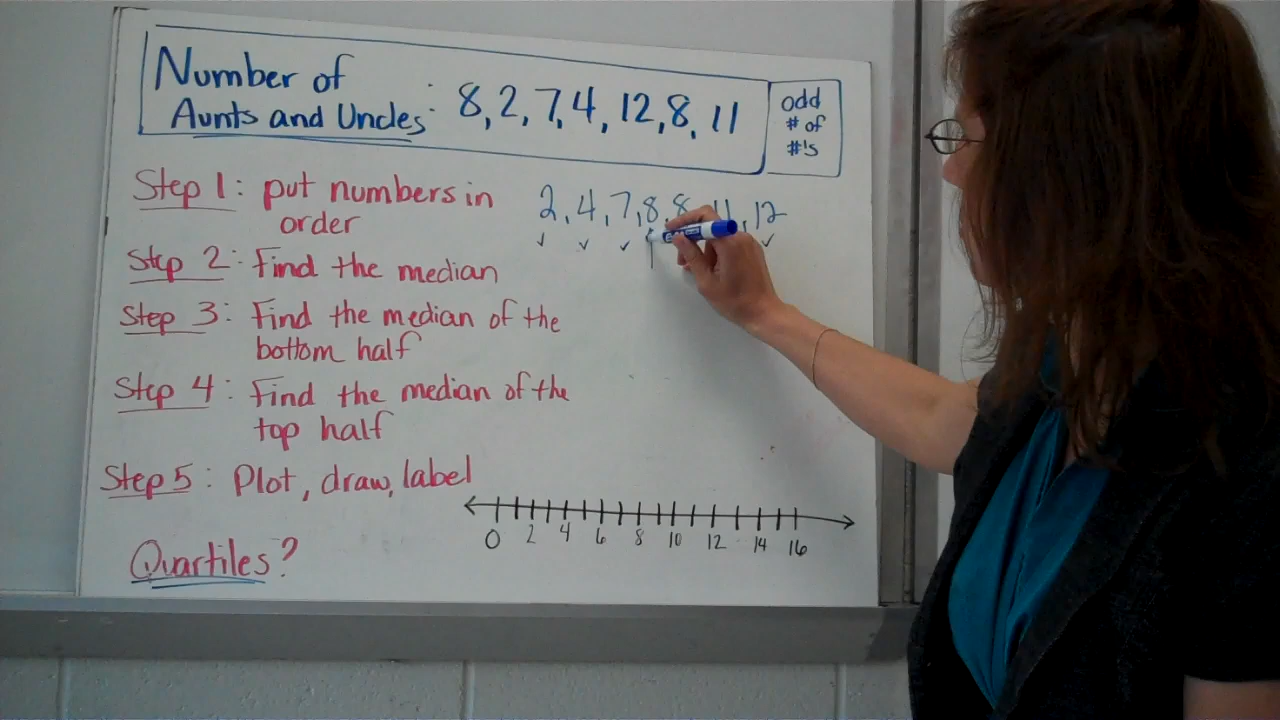 Number of
Aunts and Uncles: 8, 2, 7, 4, 12, 8, 11
odd
# of
#'s
Step 1: put numbers in
order
2, 4, 7, 8, 8, 11, 12
Step 2: Find the median
Step 3: Find the median of the
bottom half
Step 4: Find the median of the
top half
Step 5: Plot, draw, label
0 2 4 6 8 10 12 14 16
Quartiles?